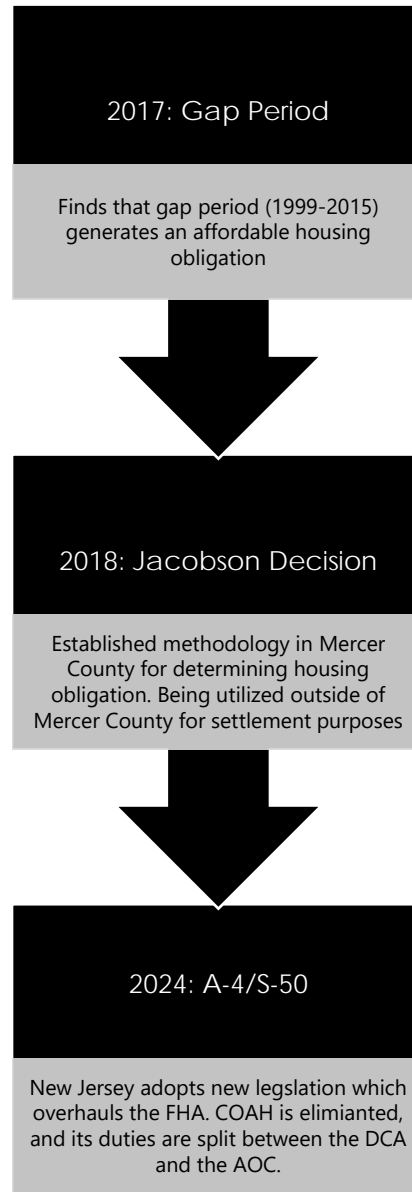 2017: Gap Period
Finds that gap period (1999-2015)
generates an affordable housing
obligation
2018: Jacobson Decision
Established methodology in Mercer
County for determining housing
obligation. Being utilized outside of
Mercer County for settlement purposes
2024: A-4/S-50
New Jersey adopts new legslation which
overhauls the FHA. COAH is elimianted,
and its duties are split between the DCA
and the AOC.